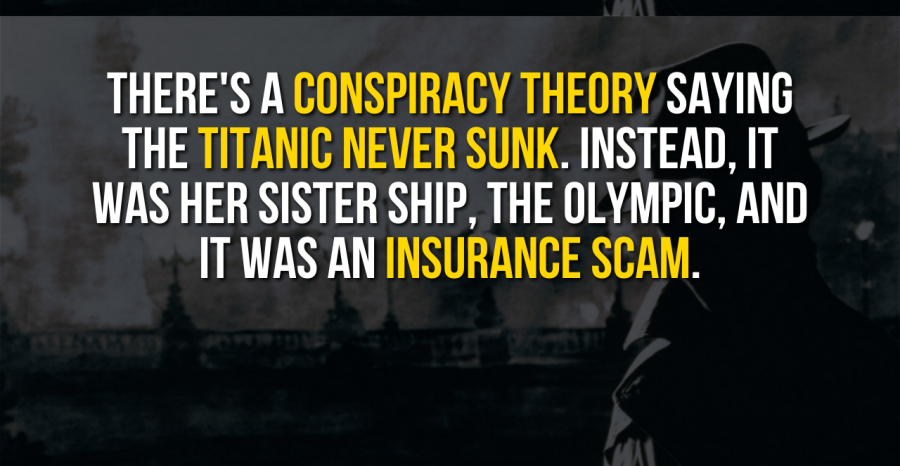 THERE'S A CONSPIRACY THEORY SAYING
THE TITANIC NEVER SUNK. INSTEAD, IT
WAS HER SISTER SHIP, THE OLYMPIC, AND
IT WAS AN INSURANCE SCAM.